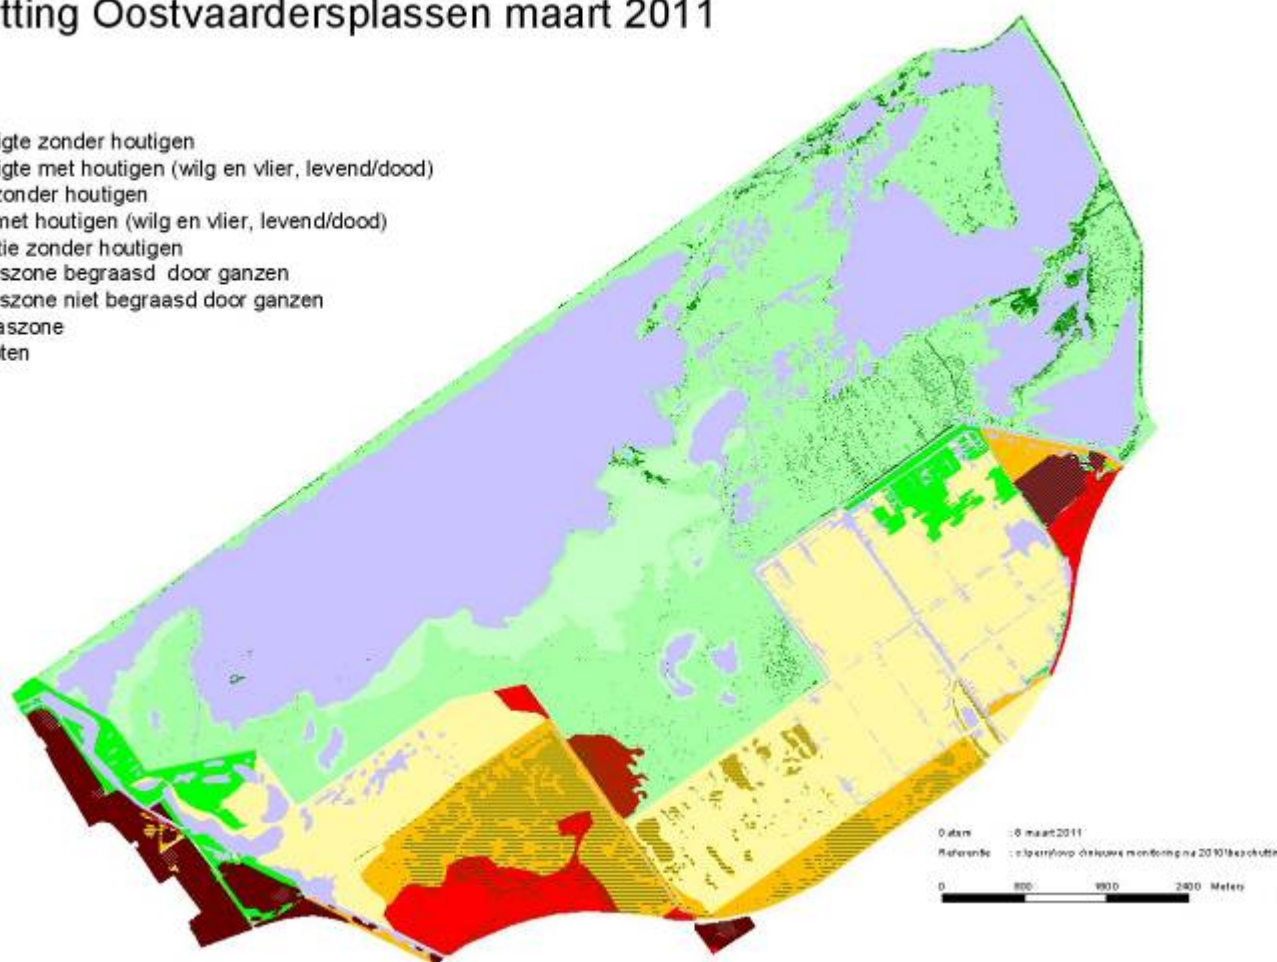 tting Oostvaardersplassen maart 2011
igte zonder houtigen
igte met houtigen (wilg en vlier, levend/dood)
zonder houtigen
met houtigen (wilg en vlier, levend/dood)
tie zonder houtigen
szone begraasd door ganzen
szone niet begraasd door ganzen
aszone
ten
Datum : 8 maart 2011
Referentie
0 800 1600 2400 Meters